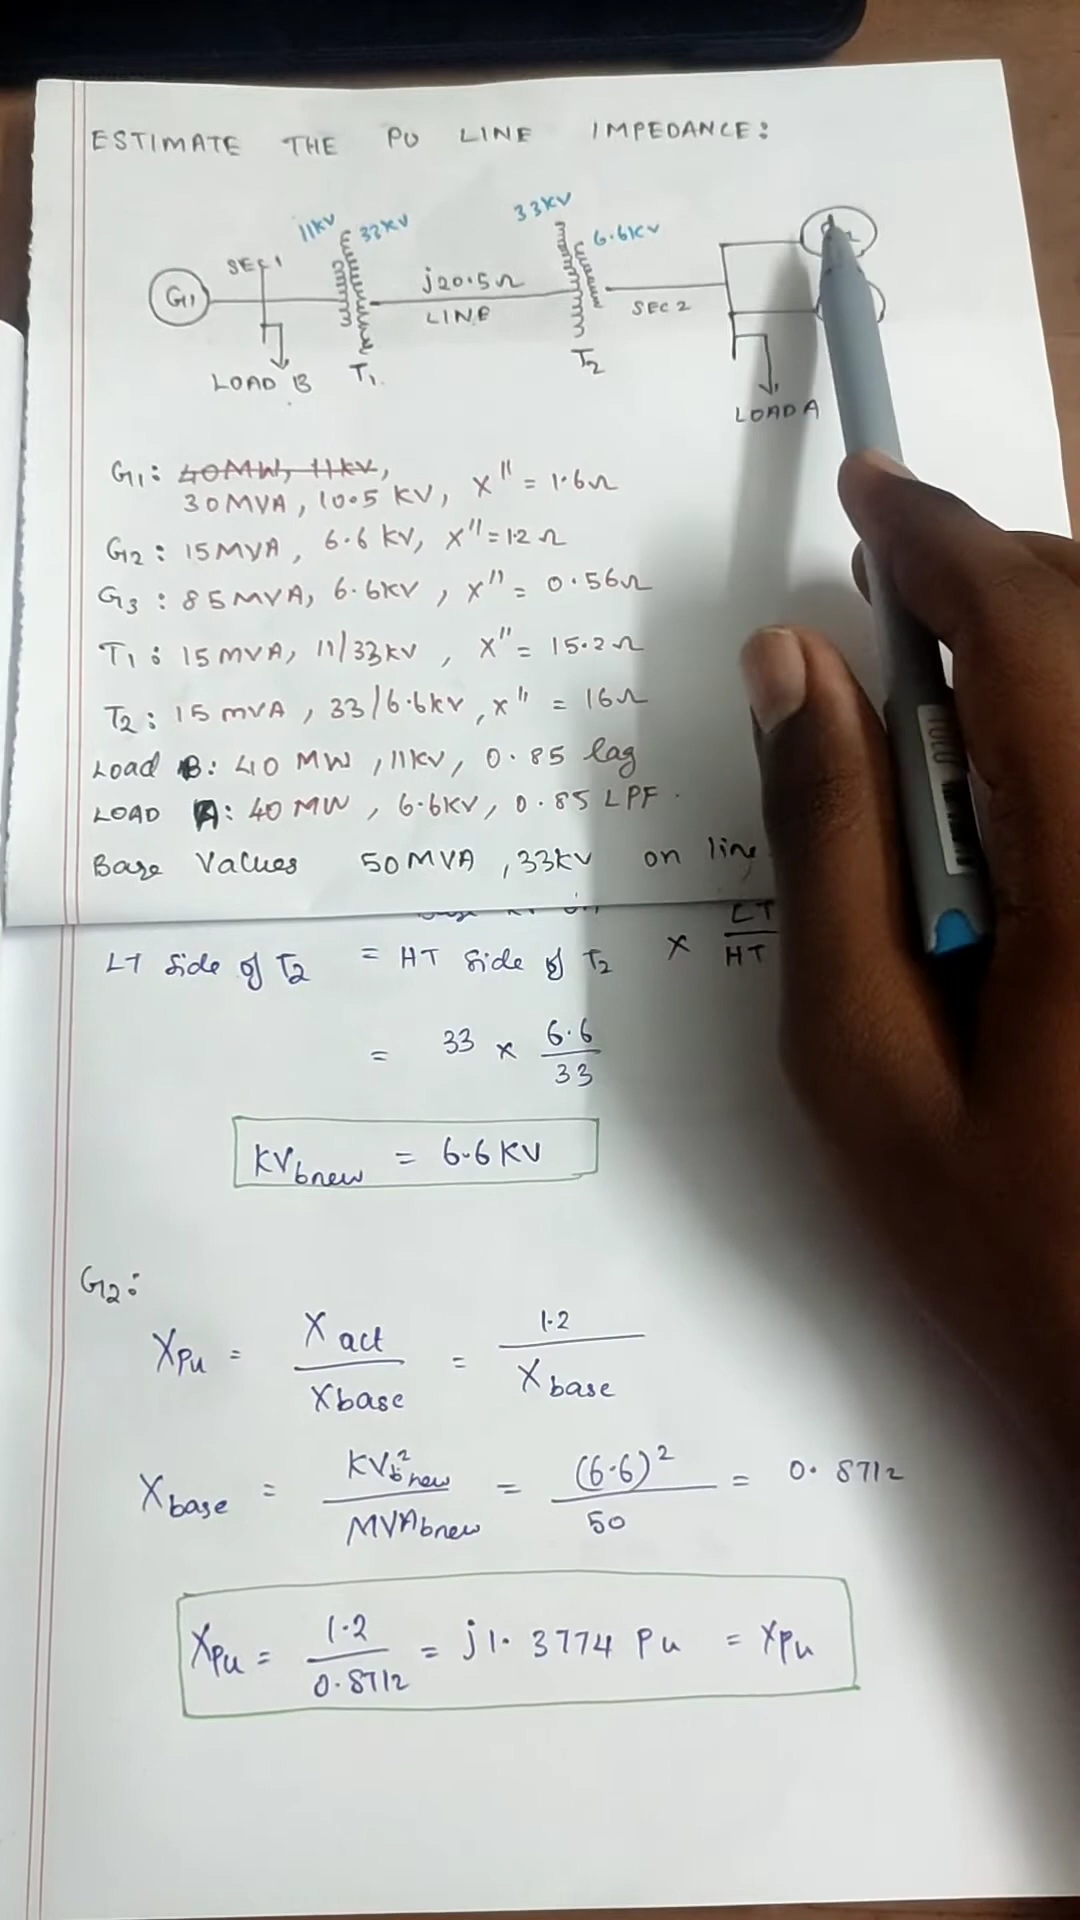 ESTIMATE THE PU LINE IMPEDANCE:
11KV 33KV 33KV 6.6KV
SEC1
G1
j20.5Ω
LINE
SEC 2
T1
T2
LOAD B
LOAD A
G1: 40MW, 11KV,
30MVA, 10.5 KV, X" = 1.6Ω
G2: 15MVA, 6.6 KV, X" = 1.2 Ω
G3: 85MVA, 6.6KV, X" = 0.56Ω
T1: 15MVA, 11/33KV, X" = 15.2Ω
T2: 15MVA, 33/6.6KV, X" = 16Ω
Load B: 40 MW, 11KV, 0.85 lag
LOAD A: 40 MW, 6.6KV, 0.85 LPF.
Base Values 50MVA, 33KV on line
LT Side of T2 = HT Side of T2 × LT/HT
= 33 × 6.6/33
KVbnew = 6.6KV
G2:
Xpu = Xact/Xbase = 1.2/Xbase
Xbase = KVbnew²/MVAbnew = (6.6)²/50 = 0.8712
Xpu = 1.2/0.8712 = j1.3774 Pu = Xpu